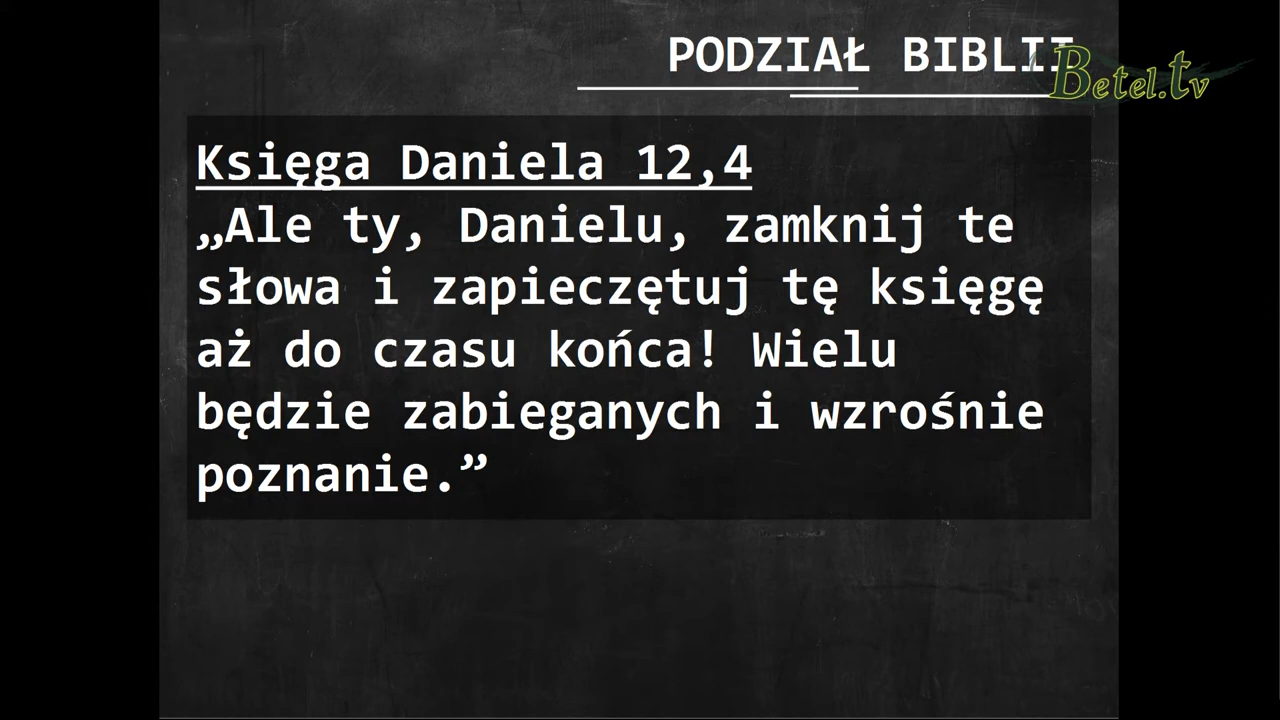 PODZIAŁ BIBLII
Betel.tv
Księga Daniela 12,4
„Ale ty, Danielu, zamknij te
słowa i zapieczętuj tę księgę
aż do czasu końca! Wielu
będzie zabieganych i wzrośnie
poznanie.”